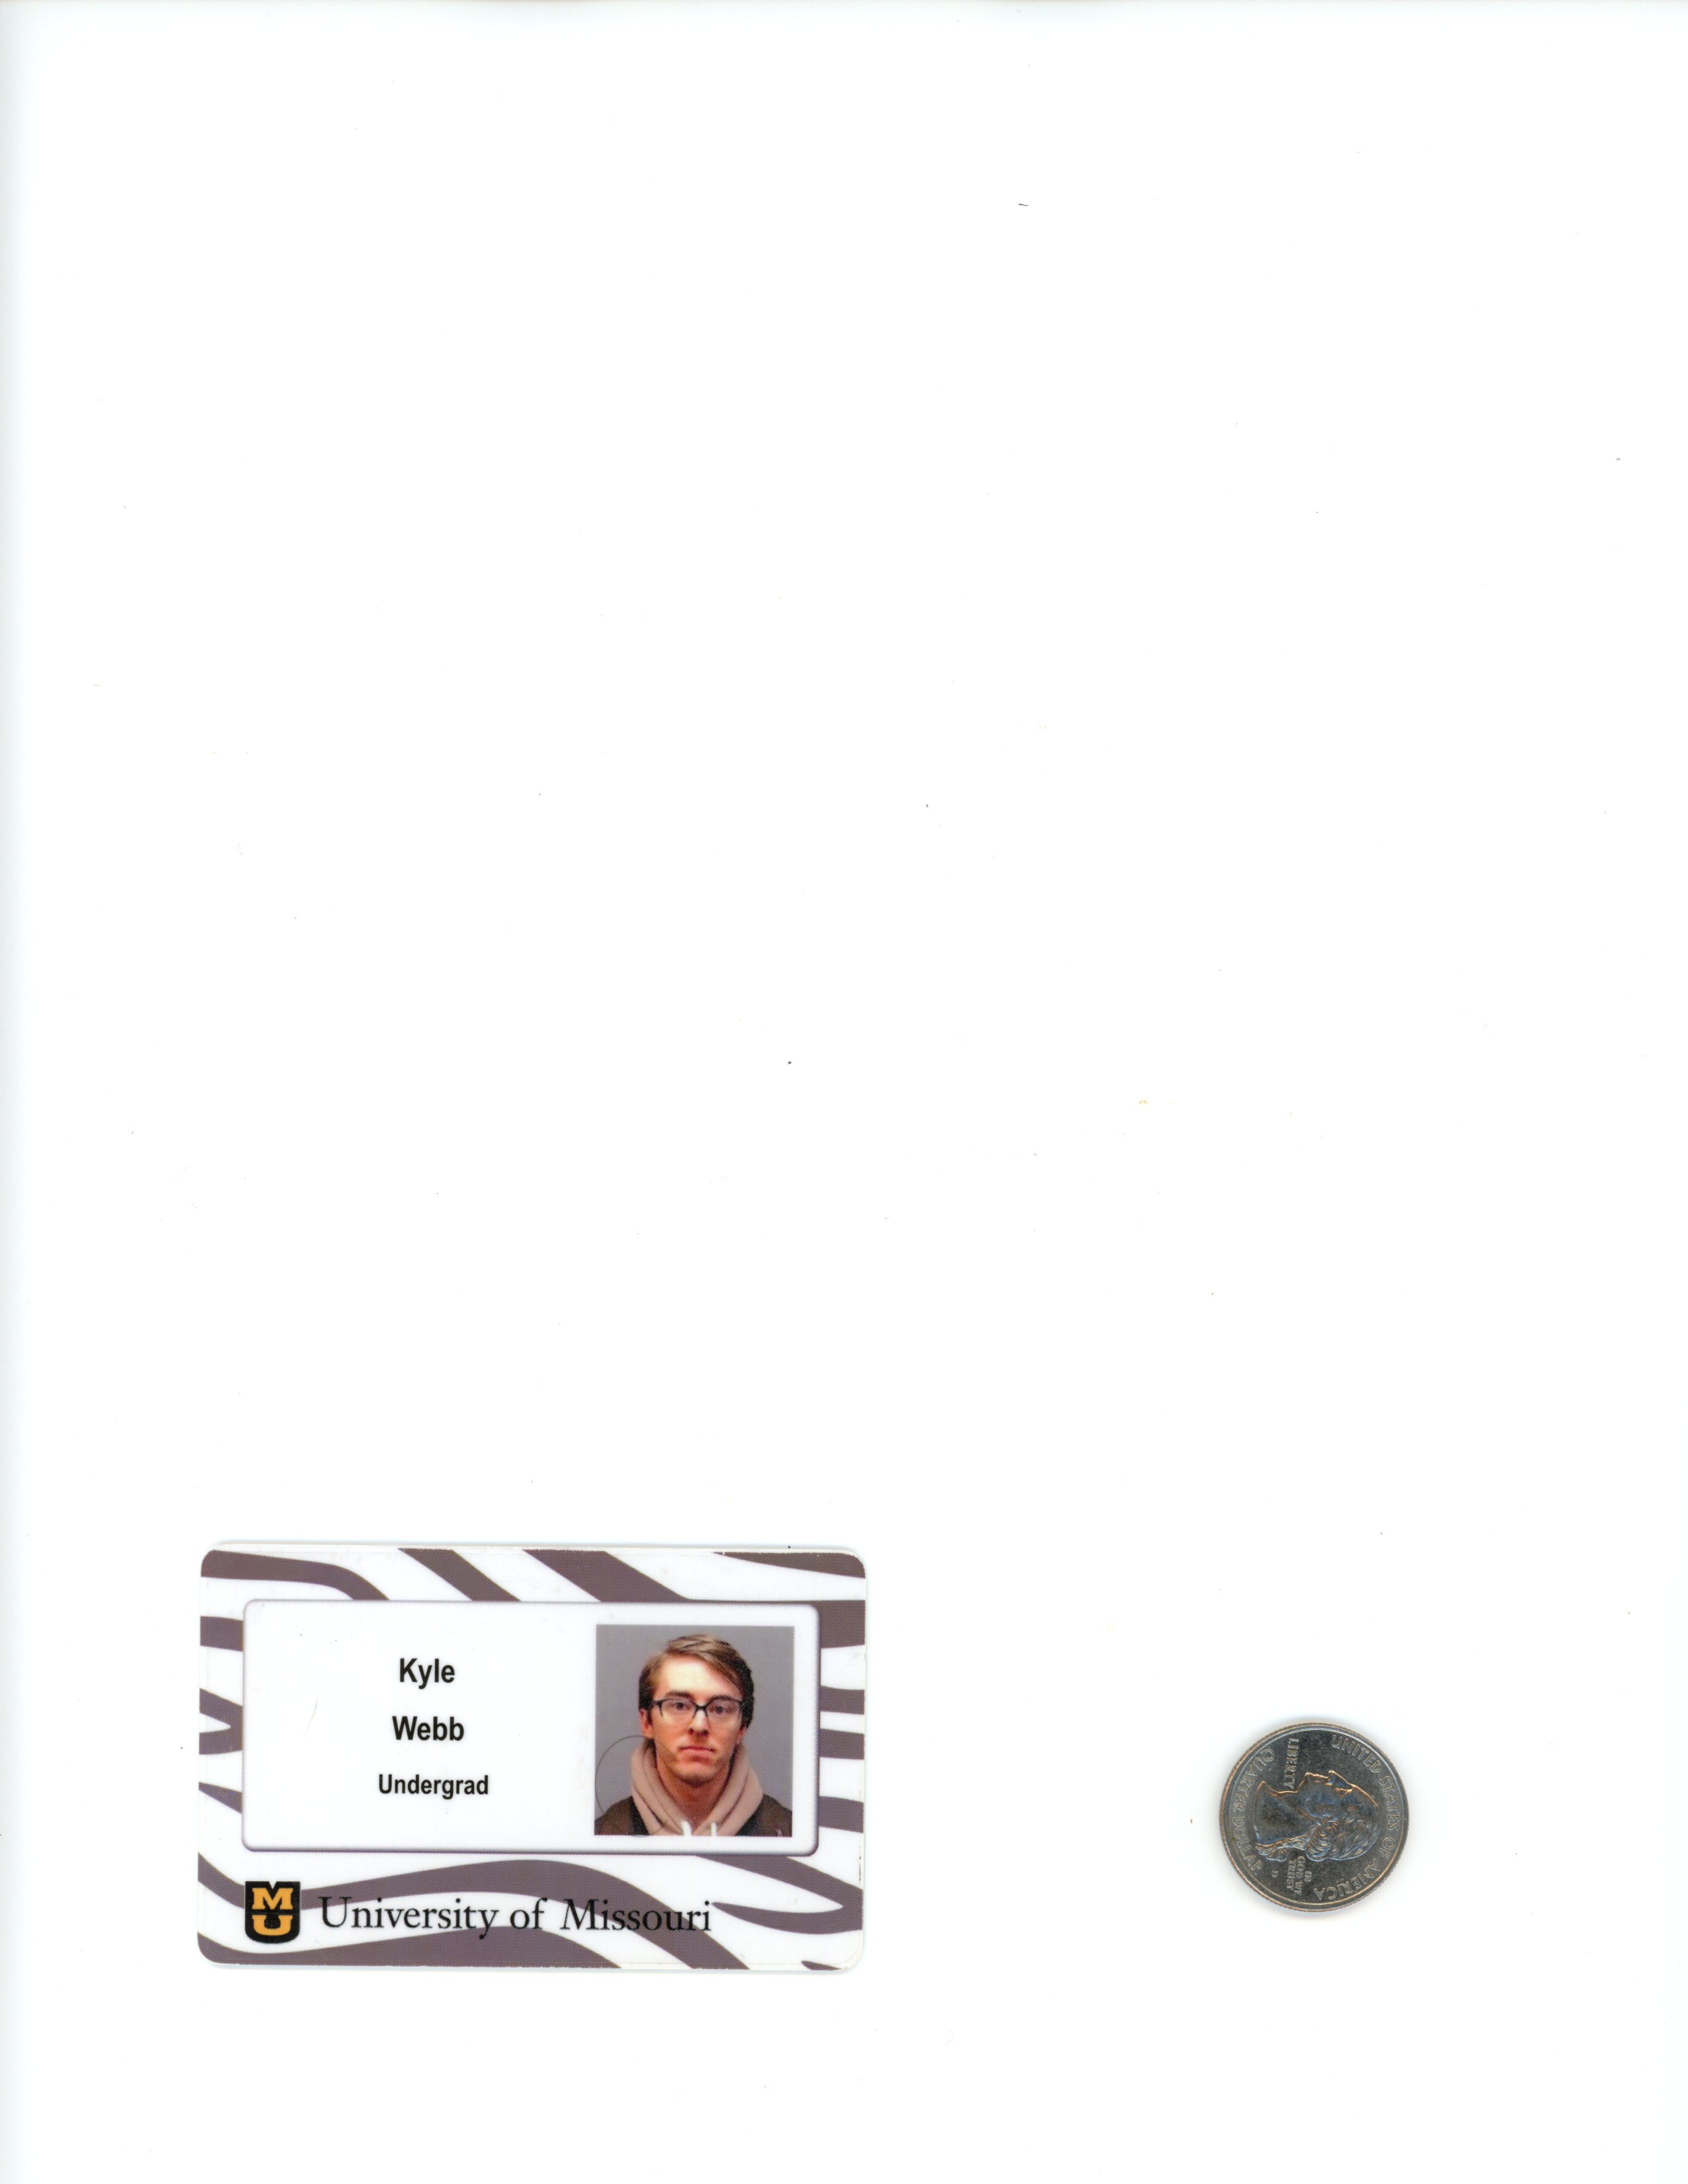 Kyle
Webb
Undergrad
MU
University of Missouri
UNITED STATES OF AMERICA
LIBERTY
IN
GOD WE
TRUST
D
QUARTER DOLLAR